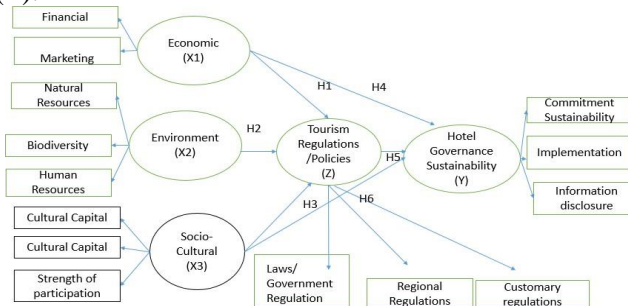 Financial
Marketing
Economic
(X1)
H1
H4
Natural
Resources
Biodiversity
Human
Resources
Environment
(X2)
H2
Tourism
Regulations
/Policies
(Z)
H5
Hotel
Governance
Sustainability
(Y)
Commitment
Sustainability
Implementation
Information
disclosure
Cultural Capital
Cultural Capital
Strength of
participation
Socio-
Cultural
(X3)
H3
H6
Laws/
Government
Regulation
Regional
Regulations
Customary
regulations